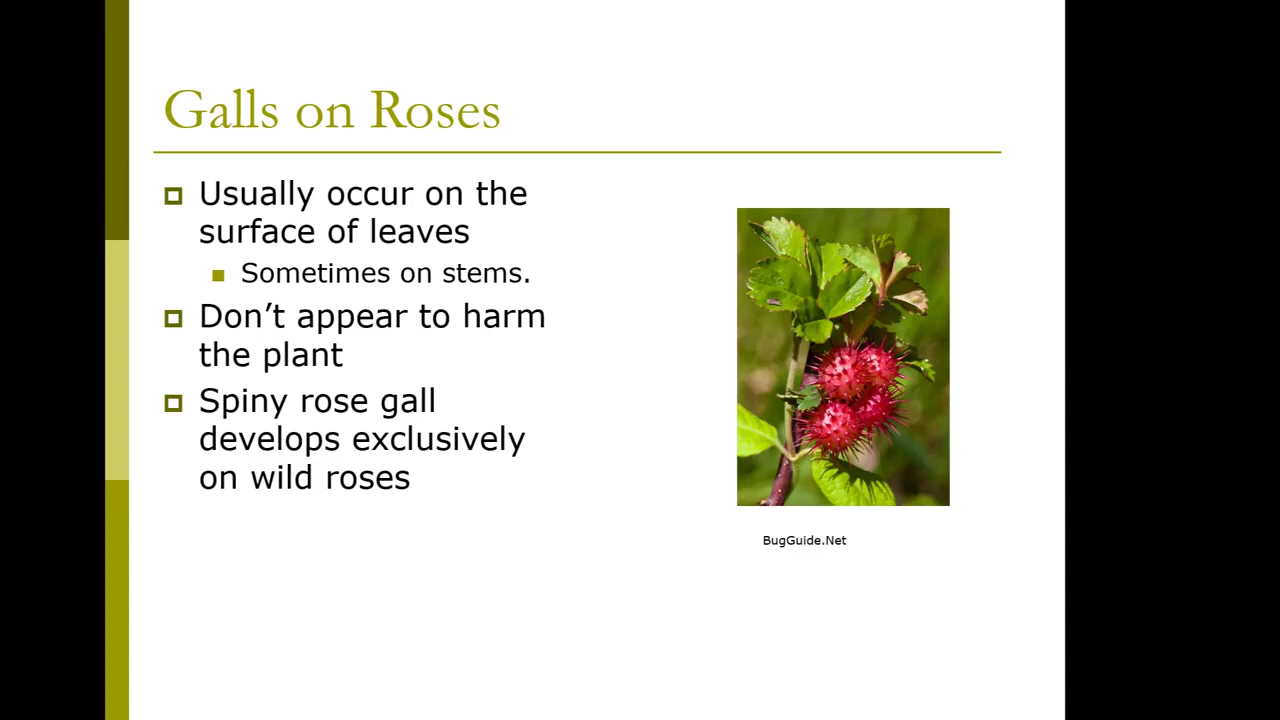 Galls on Roses
Usually occur on the
surface of leaves
Sometimes on stems.
Don’t appear to harm
the plant
Spiny rose gall
develops exclusively
on wild roses
BugGuide.Net